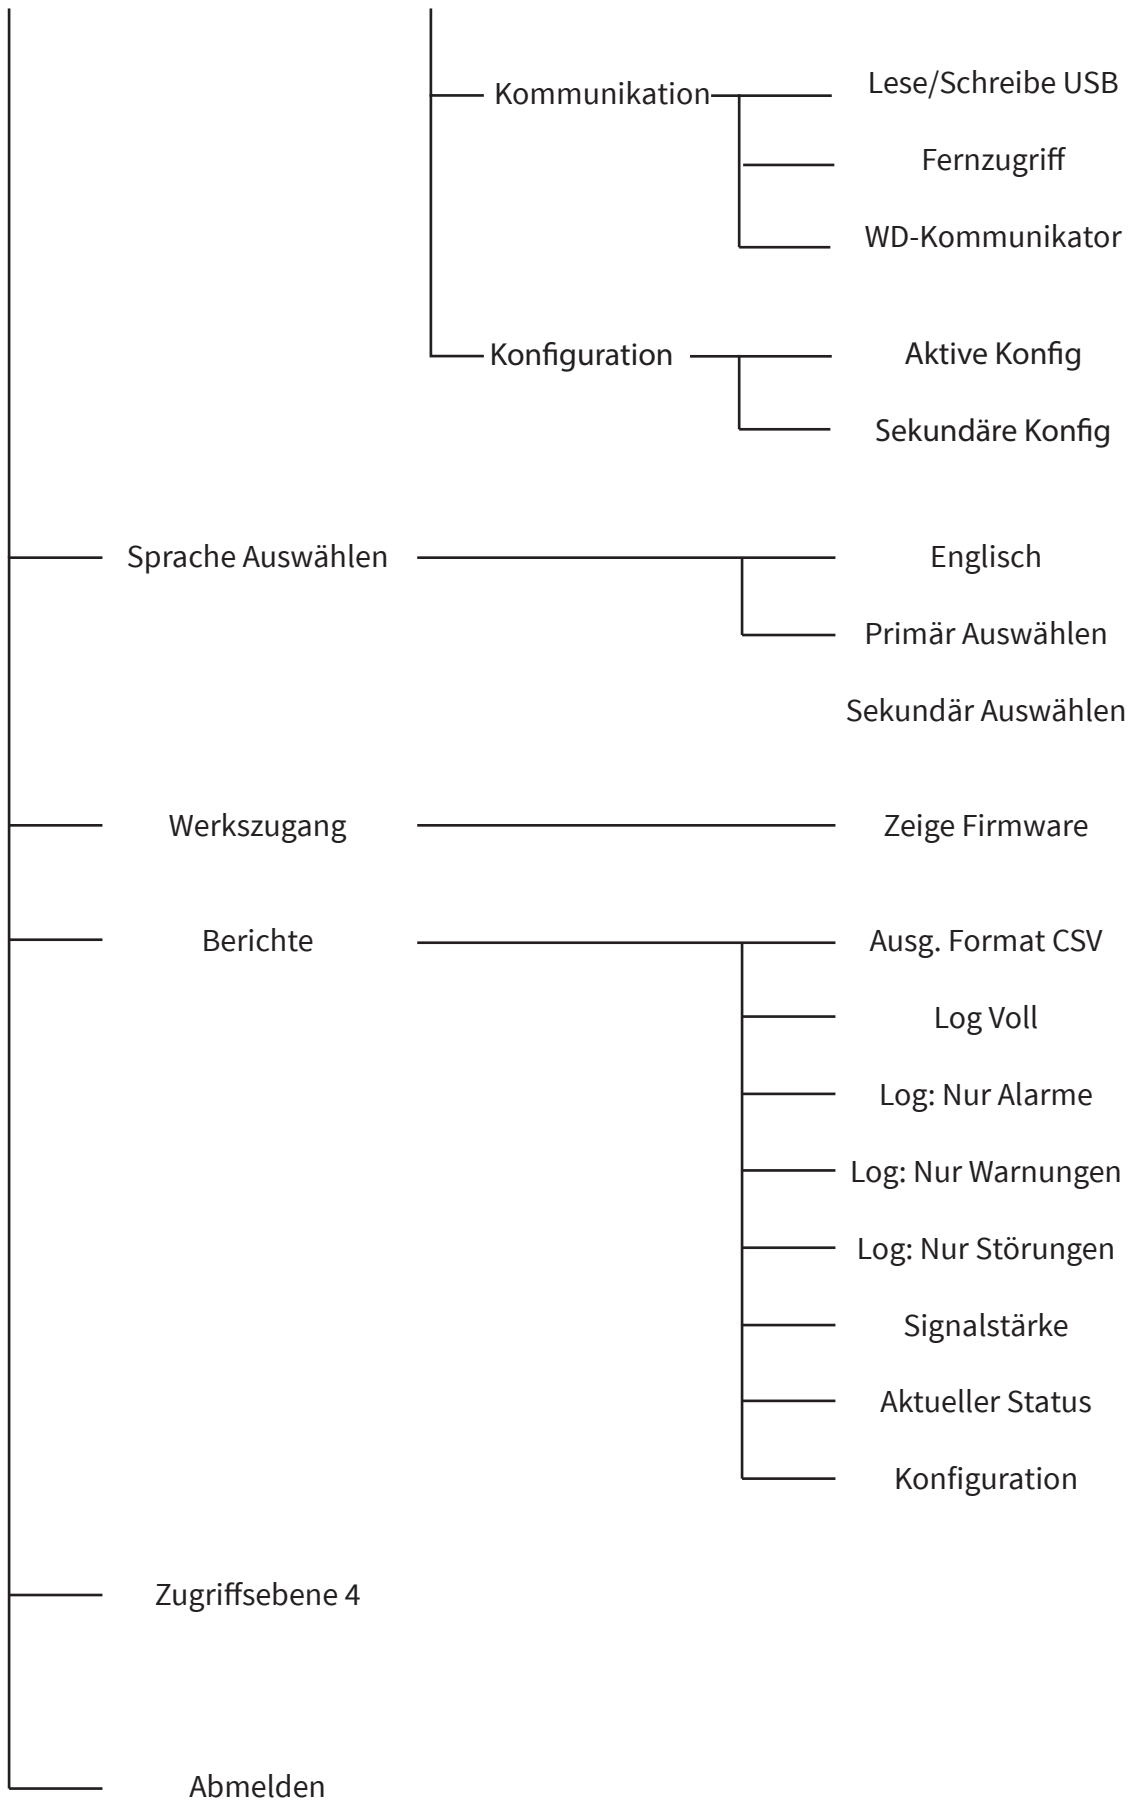 Kommunikation
Lese/Schreibe USB
Fernzugriff
WD-Kommunikator
Konfiguration
Aktive Konfig
Sekundäre Konfig
Sprache Auswählen
Englisch
Primär Auswählen
Sekundär Auswählen
Werkszugang
Zeige Firmware
Berichte
Ausg. Format CSV
Log Voll
Log: Nur Alarme
Log: Nur Warnungen
Log: Nur Störungen
Signalstärke
Aktueller Status
Konfiguration
Zugriffsebene 4
Abmelden